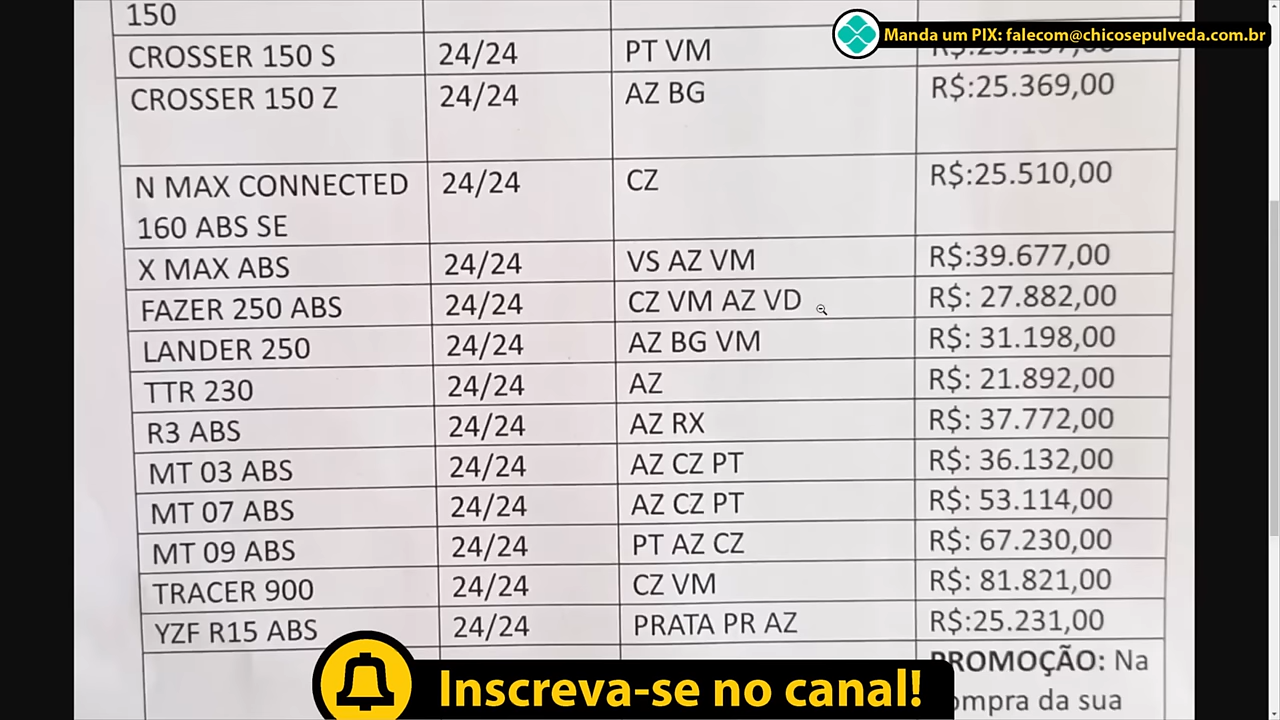 150
Manda um PIX: falecom@chicosepulveda.com.br
CROSSER 150 S 24/24 PT VM
CROSSER 150 Z 24/24 AZ BG R$:25.369,00
N MAX CONNECTED 24/24 CZ R$:25.510,00
160 ABS SE
X MAX ABS 24/24 VS AZ VM R$:39.677,00
FAZER 250 ABS 24/24 CZ VM AZ VD R$: 27.882,00
LANDER 250 24/24 AZ BG VM R$: 31.198,00
TTR 230 24/24 AZ R$: 21.892,00
R3 ABS 24/24 AZ RX R$: 37.772,00
MT 03 ABS 24/24 AZ CZ PT R$: 36.132,00
MT 07 ABS 24/24 AZ CZ PT R$: 53.114,00
MT 09 ABS 24/24 PT AZ CZ R$: 67.230,00
TRACER 900 24/24 CZ VM R$: 81.821,00
YZF R15 ABS 24/24 PRATA PR AZ R$:25.231,00
PROMOÇÃO: Na
da sua
Inscreva-se no canal!